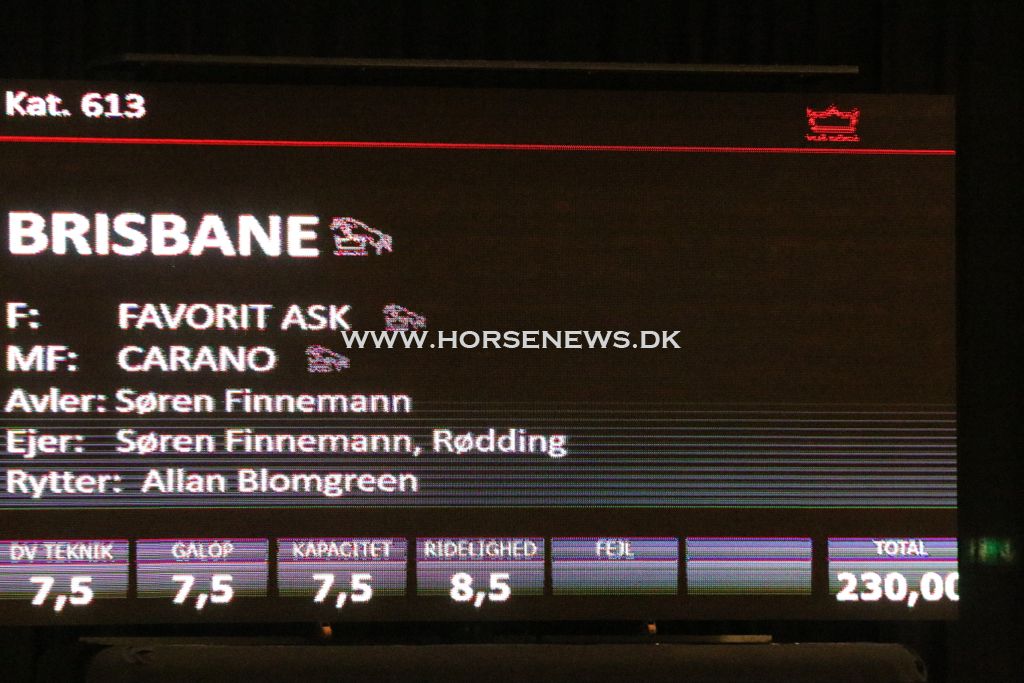 Kat. 613
BRISBANE
F: FAVORIT ASK
WWW.HORSENEWS.DK
MF: CARANO
Avler: Søren Finnemann
Ejer: Søren Finnemann, Rødding
Rytter: Allan Blomgreen
DV TEKNIK GALOP KAPACITET RIDELIGHED FEJL TOTAL
7,5 7,5 7,5 8,5 230,00